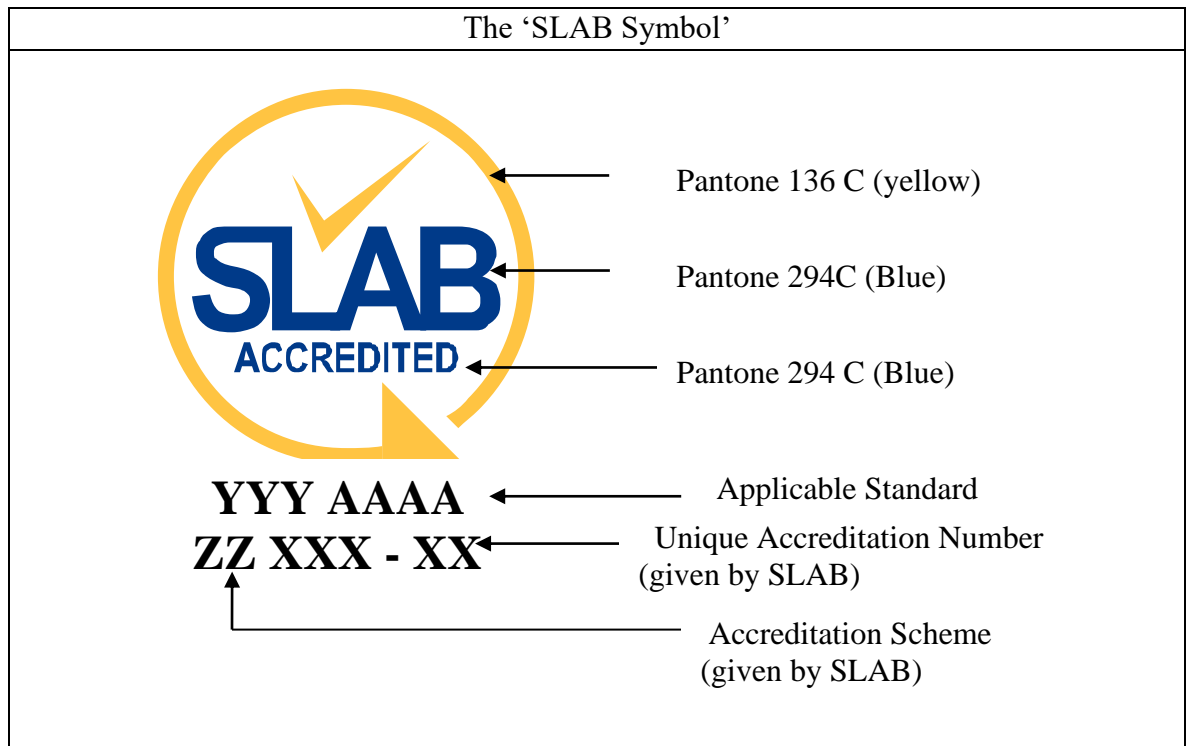 The ‘SLAB Symbol’
SLAB
ACCREDITED
Pantone 136 C (yellow)
Pantone 294C (Blue)
Pantone 294 C (Blue)
YYY AAAA
Applicable Standard
ZZ XXX - XX
Unique Accreditation Number
(given by SLAB)
Accreditation Scheme
(given by SLAB)